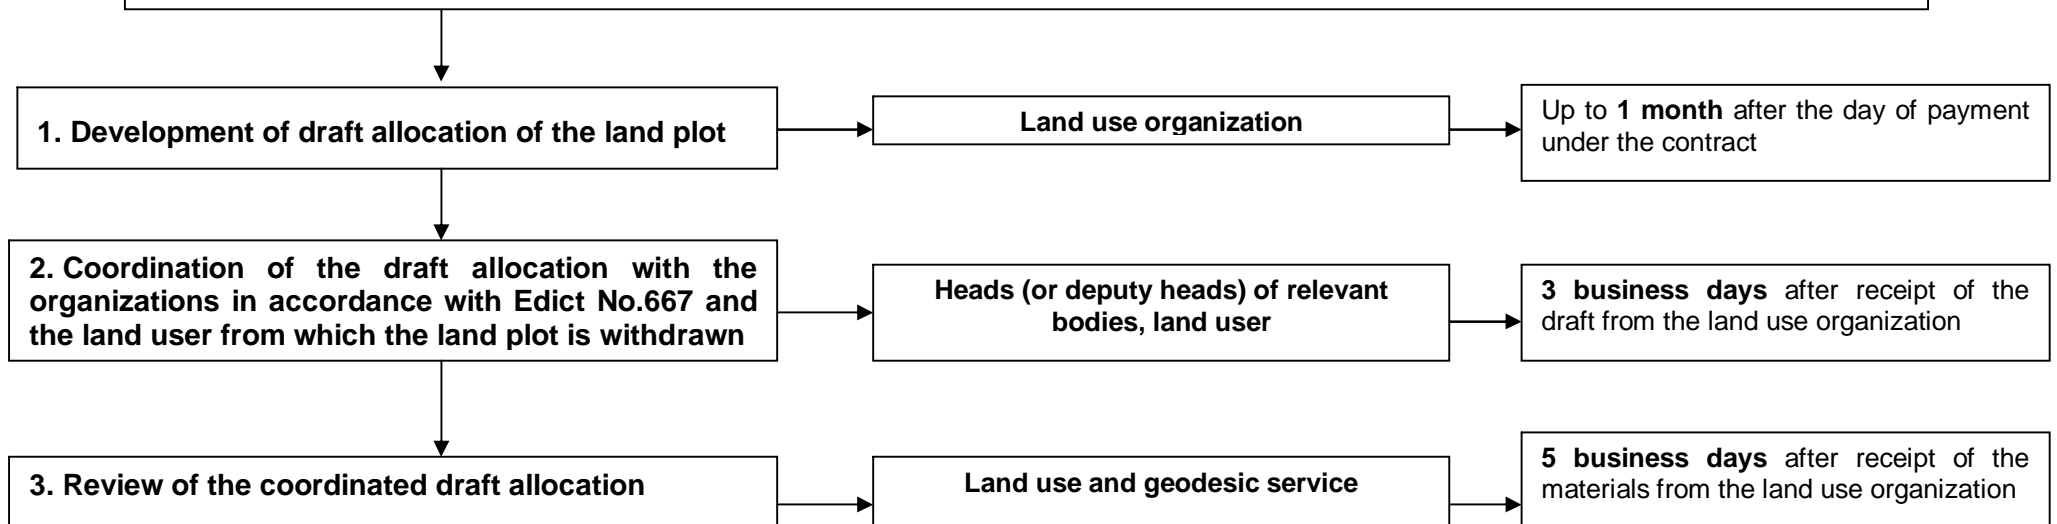 1. Development of draft allocation of the land plot
Land use organization
Up to 1 month after the day of payment
under the contract
2. Coordination of the draft allocation with the
organizations in accordance with Edict No.667 and
the land user from which the land plot is withdrawn
Heads (or deputy heads) of relevant
bodies, land user
3 business days after receipt of the
draft from the land use organization
3. Review of the coordinated draft allocation
Land use and geodesic service
5 business days after receipt of the
materials from the land use organization